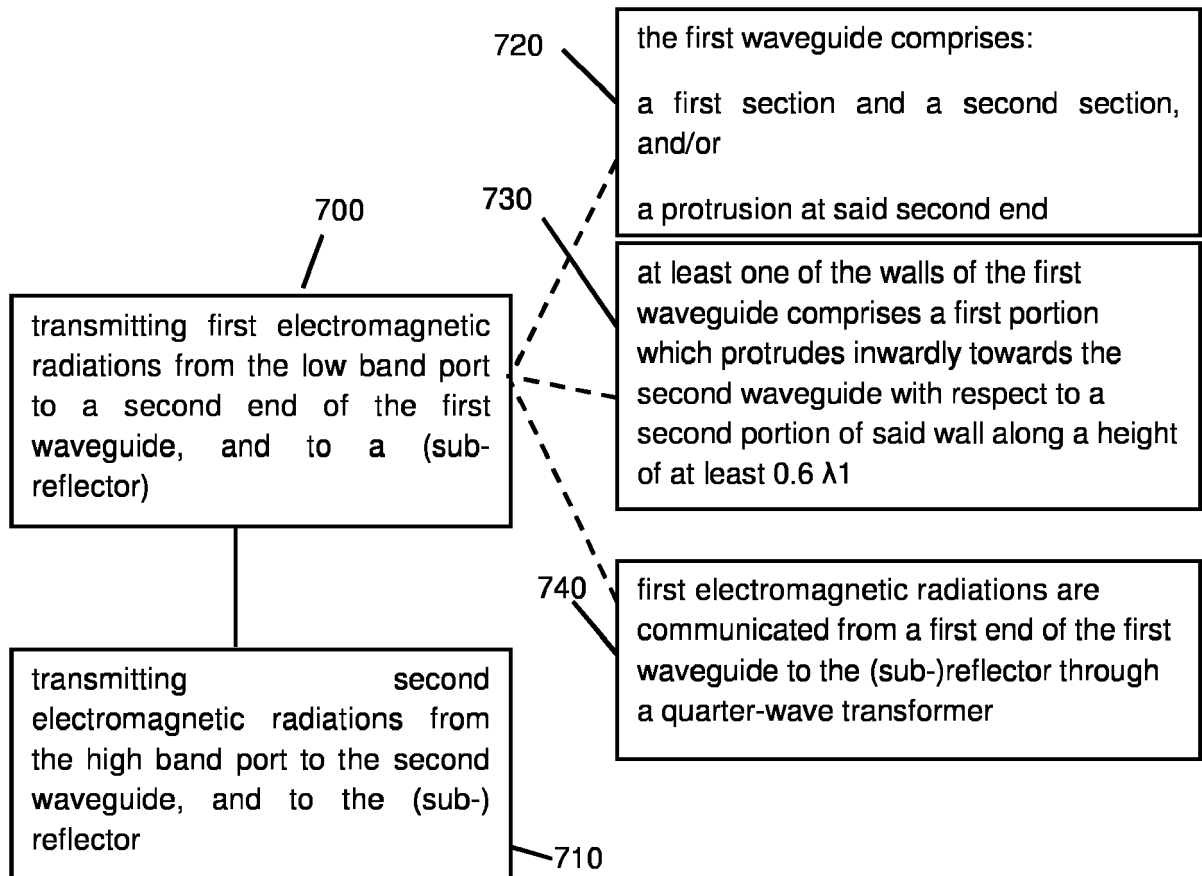 720
the first waveguide comprises:
a first section and a second section,
and/or
a protrusion at said second end
730
at least one of the walls of the first
waveguide comprises a first portion
which protrudes inwardly towards the
second waveguide with respect to a
second portion of said wall along a height
of at least 0.6 λ1
700
transmitting first electromagnetic
radiations from the low band port
to a second end of the first
waveguide, and to a (sub-
reflector)
740
first electromagnetic radiations are
communicated from a first end of the first
waveguide to the (sub-)reflector through
a quarter-wave transformer
transmitting second
electromagnetic radiations from
the high band port to the second
waveguide, and to the (sub-)
reflector
710